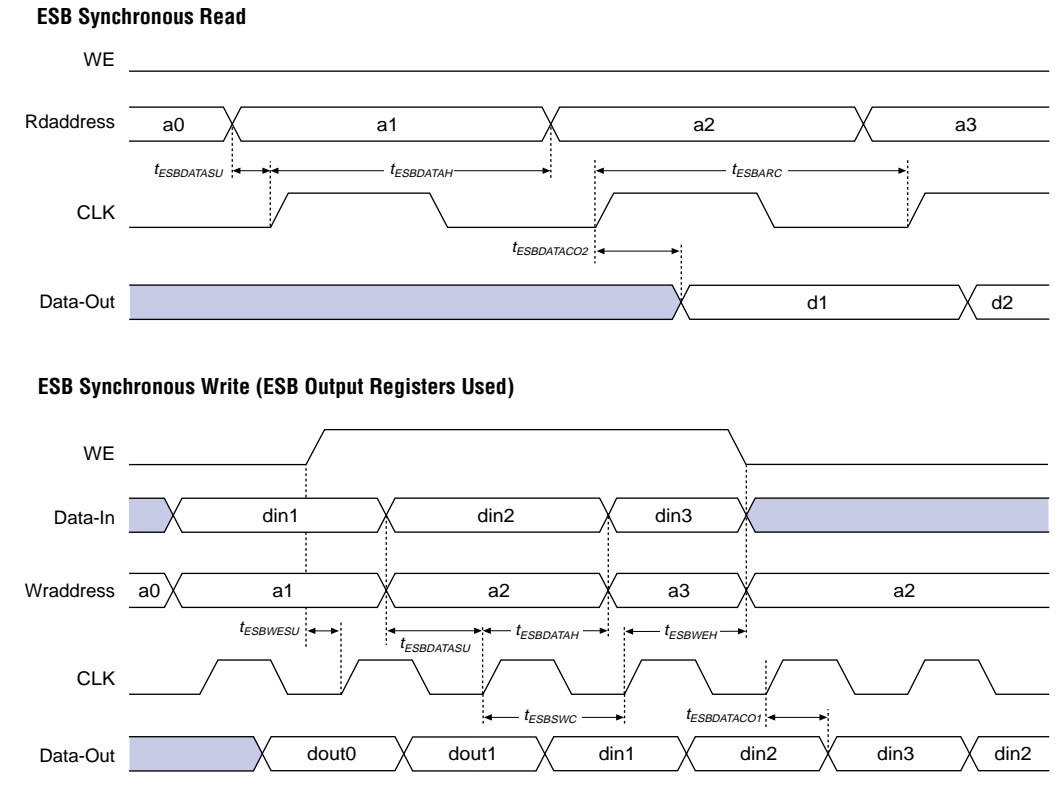 ESB Synchronous Read
WE
Rdaddress a0 a1 a2 a3
tESBDATASU tESBDATAH tESBARC
CLK
tESBDATACO2
Data-Out d1 d2
ESB Synchronous Write (ESB Output Registers Used)
WE
Data-In din1 din2 din3
Wraddress a0 a1 a2 a3 a2
tESBWESU tESBDATASU tESBDATAH tESBWEH
CLK
tESBSWC tESBDATACO1
Data-Out dout0 dout1 din1 din2 din3 din2